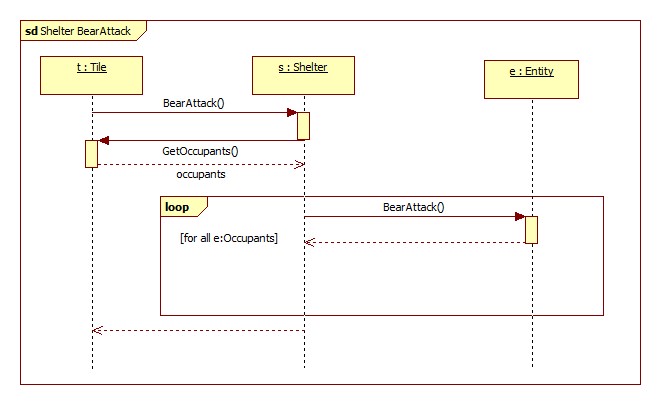 sd Shelter BearAttack
t : Tile
s : Shelter
e : Entity
BearAttack()
GetOccupants()
occupants
loop
BearAttack()
[for all e:Occupants]